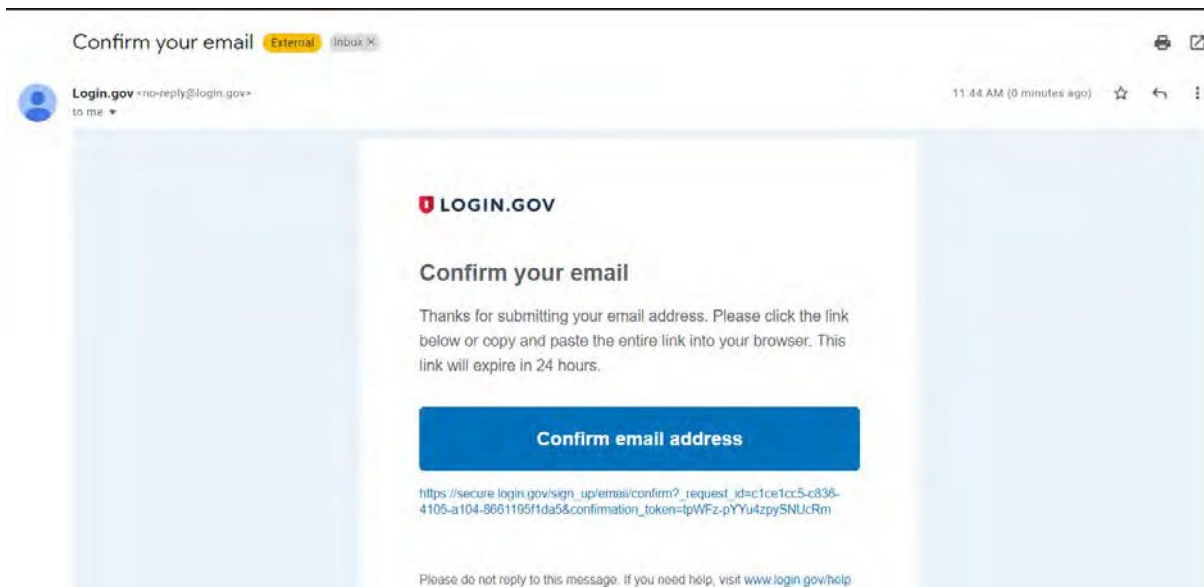 Confirm your email External Inbox ×
Login.gov <no-reply@login.gov>
11:44 AM (0 minutes ago)
to me
LOGIN.GOV
Confirm your email
Thanks for submitting your email address. Please click the link
below or copy and paste the entire link into your browser. This
link will expire in 24 hours.
Confirm email address
https://secure.login.gov/sign_up/email/confirm?_request_id=c1ce1cc5-c836-
4105-a104-8661195f1da5&confirmation_token=tpWFz-pYYu4zpySNUcRm
Please do not reply to this message. If you need help, visit www.login.gov/help